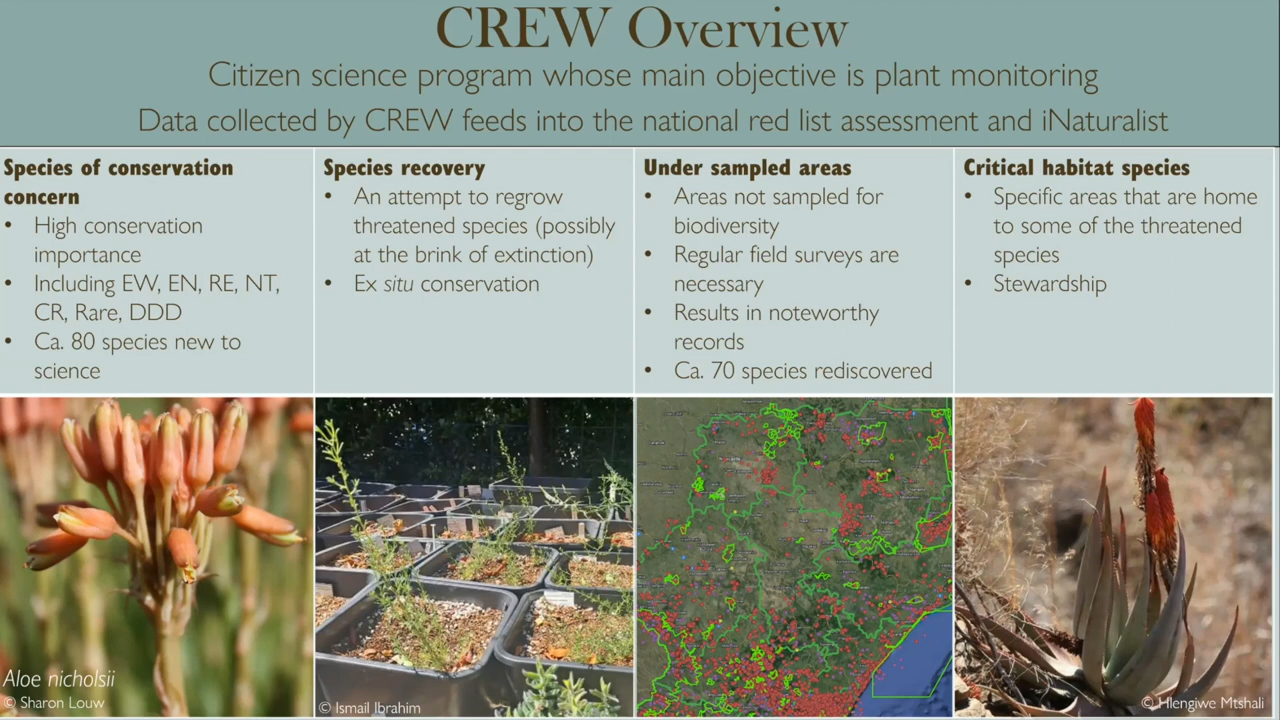 CREW Overview
Citizen science program whose main objective is plant monitoring
Data collected by CREW feeds into the national red list assessment and iNaturalist
Species of conservation
concern
• High conservation
importance
• Including EW, EN, RE, NT,
CR, Rare, DDD
• Ca. 80 species new to
science
Species recovery
• An attempt to regrow
threatened species (possibly
at the brink of extinction)
• Ex situ conservation
Under sampled areas
• Areas not sampled for
biodiversity
• Regular field surveys are
necessary
• Results in noteworthy
records
• Ca. 70 species rediscovered
Critical habitat species
• Specific areas that are home
to some of the threatened
species
• Stewardship
Aloe nicholsii
© Sharon Louw
© Ismail Ibrahim
© Hlengiwe Mtshali